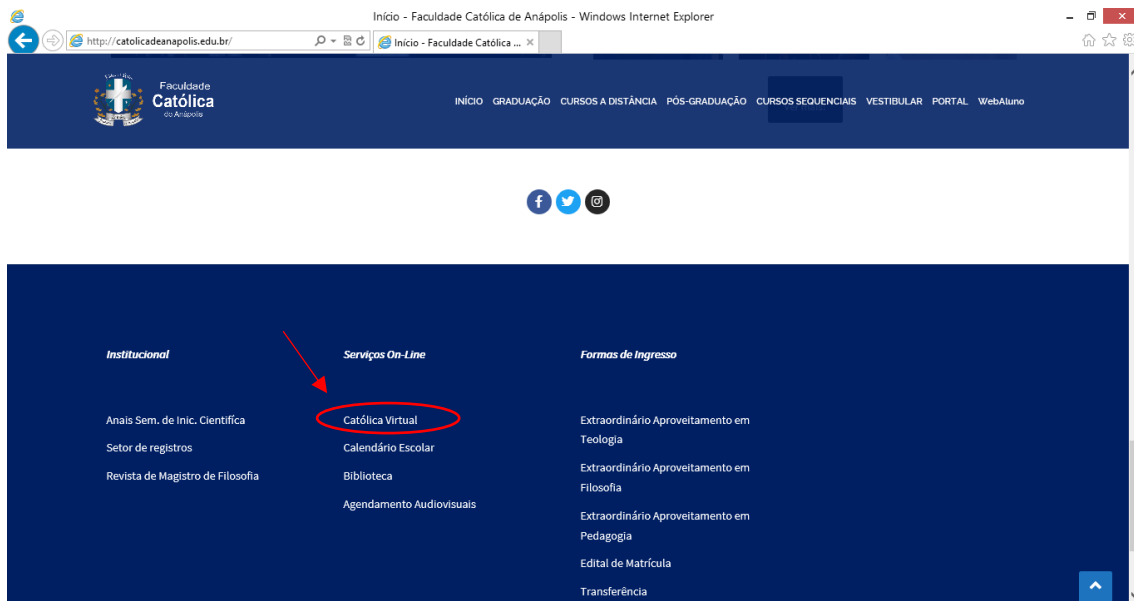 Início - Faculdade Católica de Anápolis - Windows Internet Explorer
http://catolicadeanapolis.edu.br/
Início - Faculdade Católica ...
Faculdade
Católica
de Anápolis
INÍCIO GRADUAÇÃO CURSOS A DISTÂNCIA PÓS-GRADUAÇÃO CURSOS SEQUENCIAIS VESTIBULAR PORTAL WebAluno
Institucional
Anais Sem. de Inic. Científica
Setor de registros
Revista de Magistro de Filosofia
Serviços On-Line
Católica Virtual
Calendário Escolar
Biblioteca
Agendamento Audiovisuais
Formas de Ingresso
Extraordinário Aproveitamento em
Teologia
Extraordinário Aproveitamento em
Filosofia
Extraordinário Aproveitamento em
Pedagogia
Edital de Matrícula
Transferência